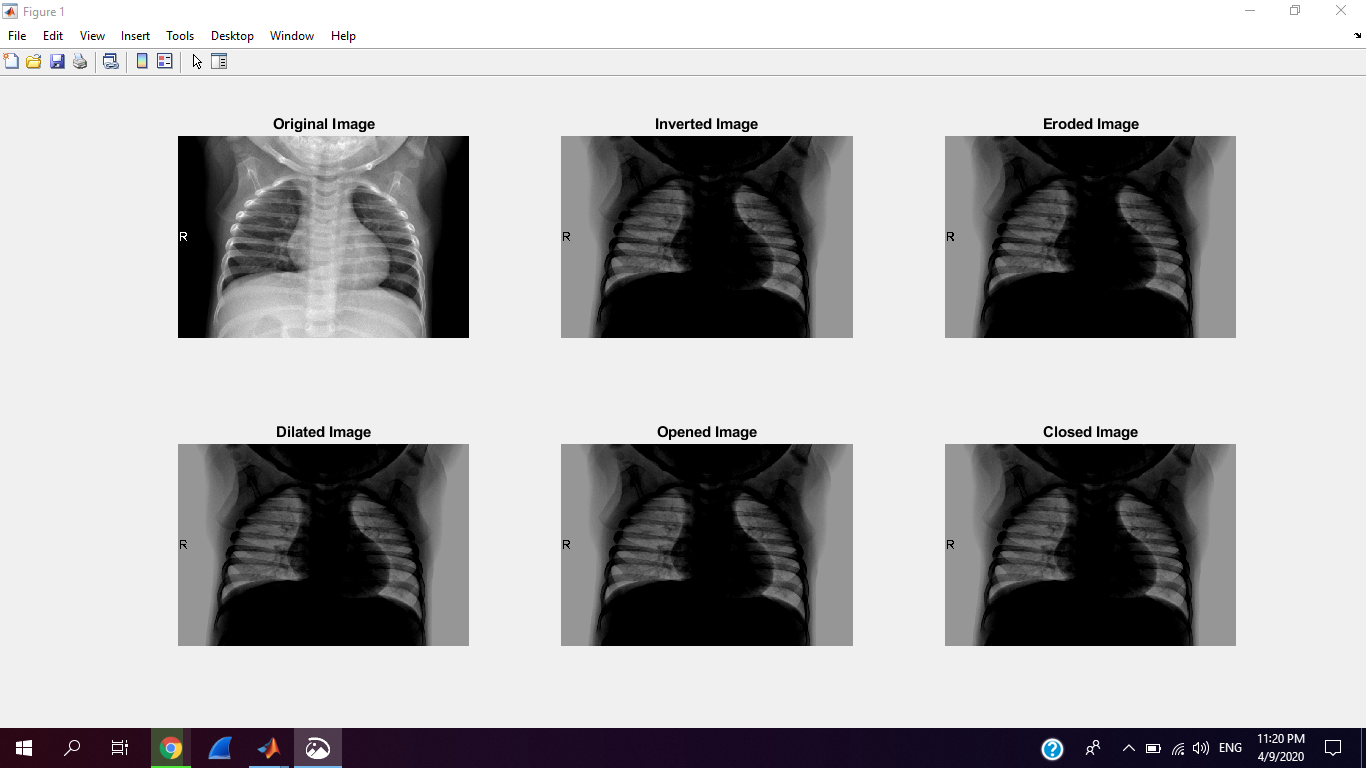 Figure 1
File Edit View Insert Tools Desktop Window Help
Original Image
Inverted Image
Eroded Image
R
R
R
Dilated Image
Opened Image
Closed Image
R
R
R
ENG
11:20 PM
4/9/2020